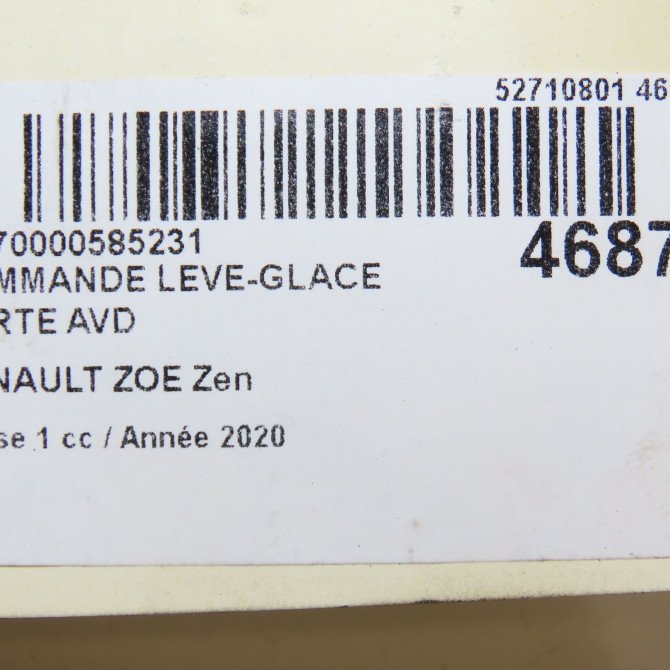 52710801 46
70000585231
4687
MMANDE LEVE-GLACE
RTE AVD
NAULT ZOE Zen
se 1 cc / Année 2020